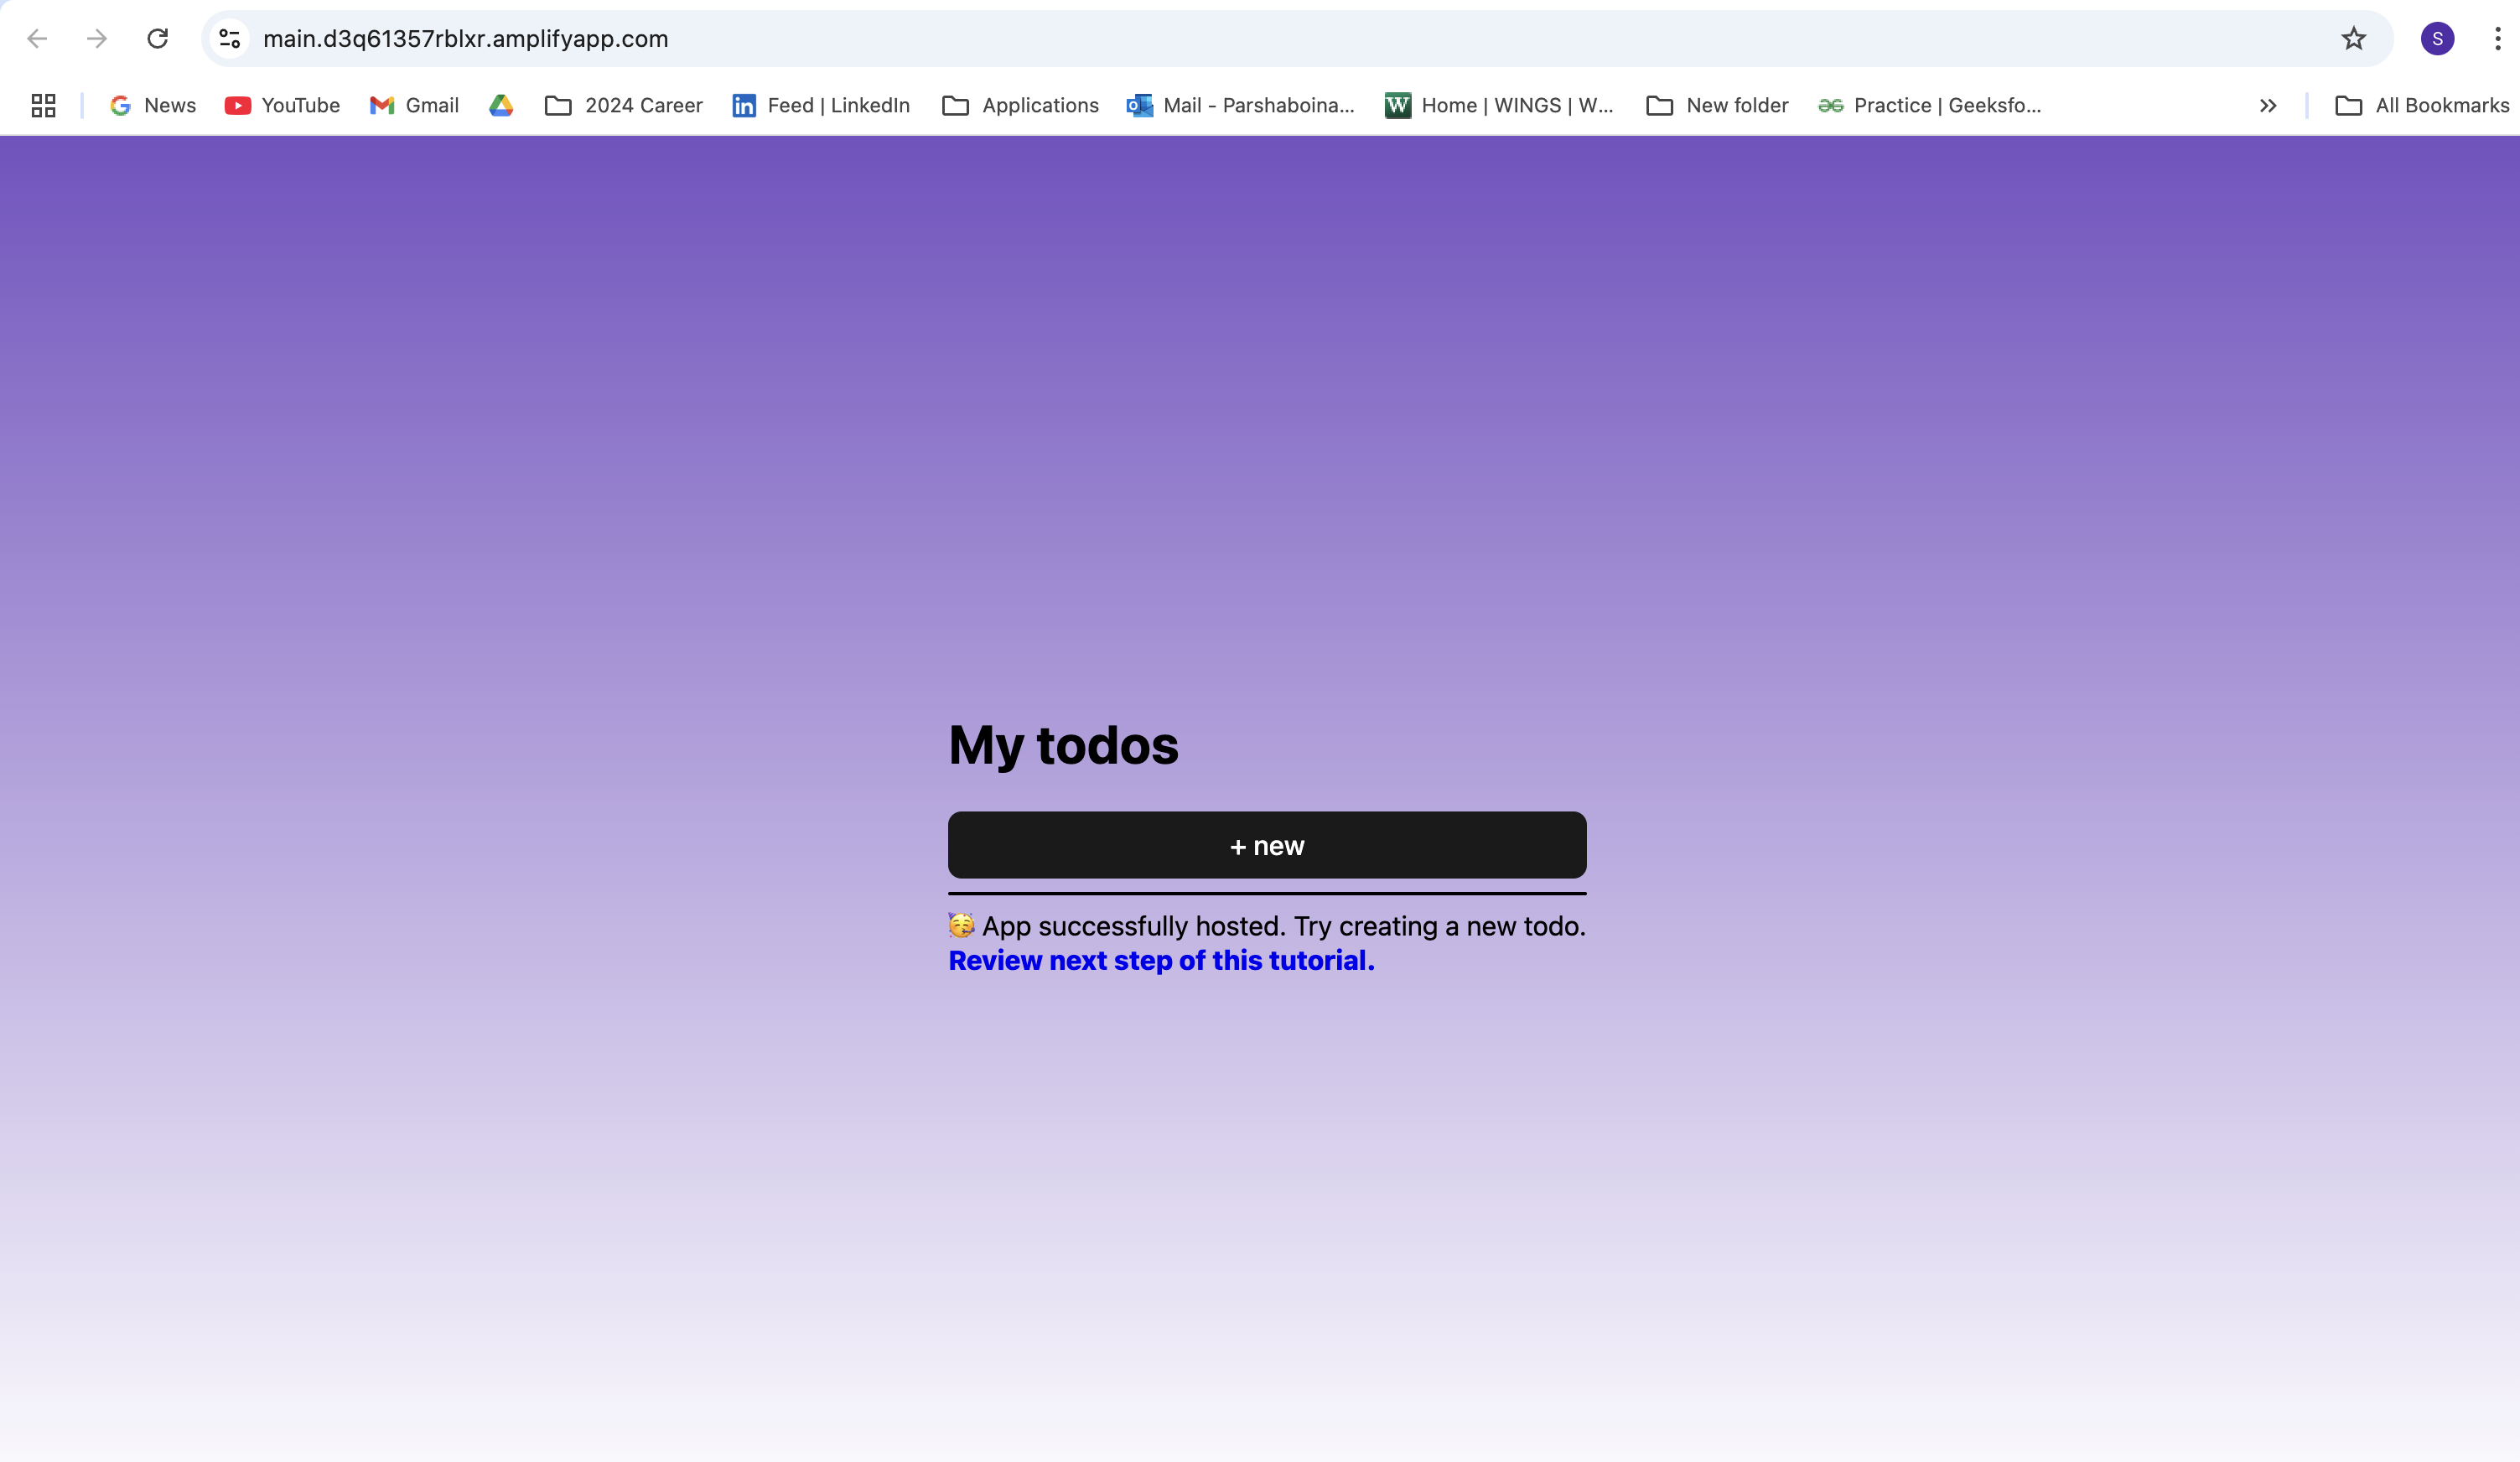 main.d3q61357rblxr.amplifyapp.com
S
News YouTube Gmail 2024 Career Feed | LinkedIn Applications Mail - Parshaboina... Home | WINGS | W... New folder Practice | Geeksfo... All Bookmarks
My todos
+ new
🥳 App successfully hosted. Try creating a new todo.
Review next step of this tutorial.